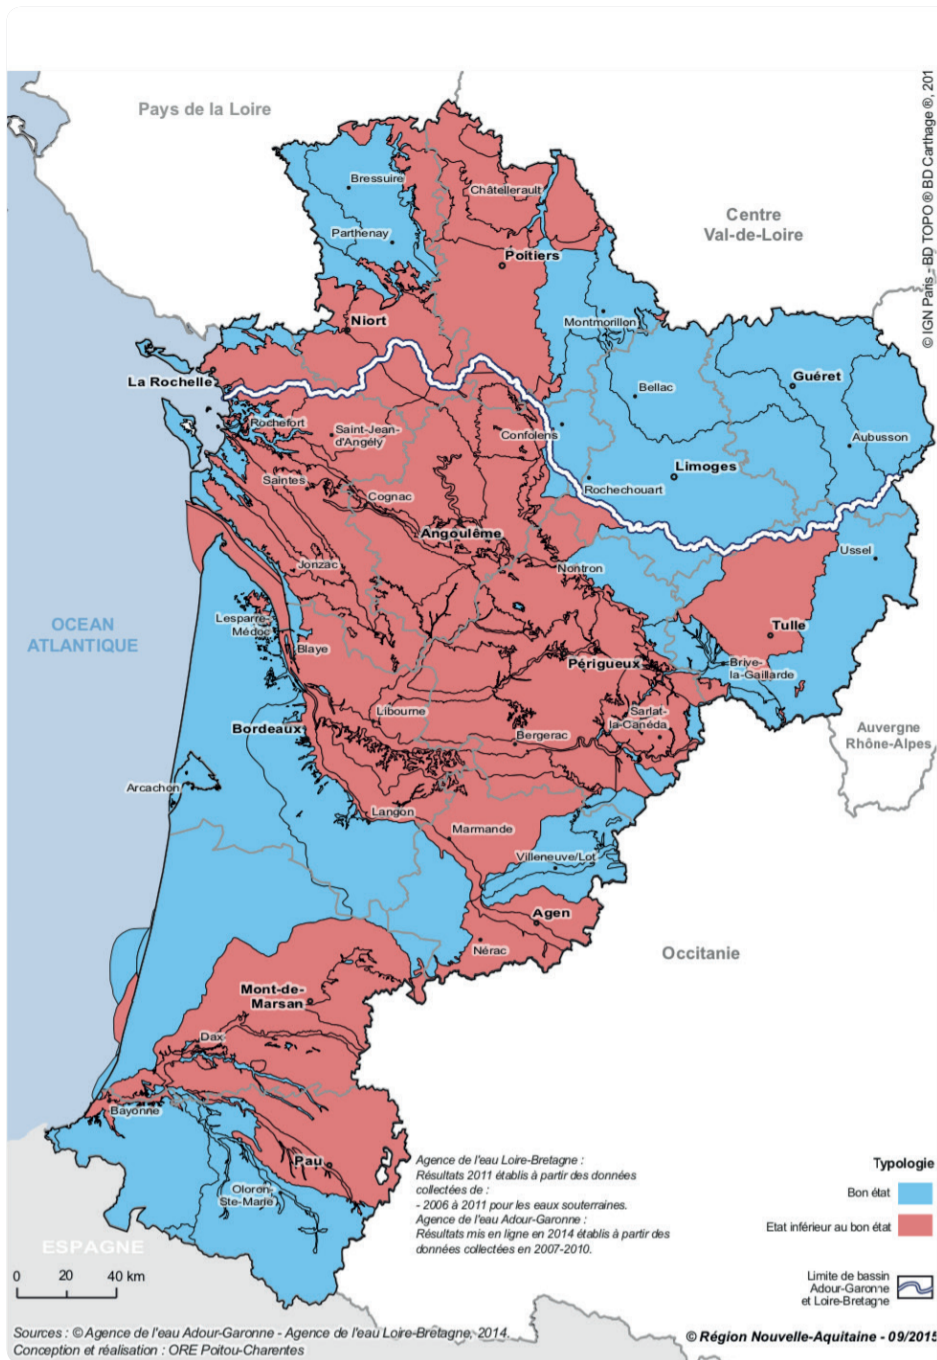 © IGN Paris - BD TOPO ® BD Carthage ®, 201
Pays de la Loire
Bressuire
Châtellerault
Centre
Val-de-Loire
Parthenay
Poitiers
Montmorillon
Niort
Guéret
La Rochelle
Bellac
Rochefort
Saint-Jean-
d'Angély
Confolens
Aubusson
Limoges
Saintes
Rochechouart
Cognac
Angoulême
Ussel
Jonzac
Nontron
Lesparre-
Médoc
OCEAN
ATLANTIQUE
Blaye
Tulle
Périgueux
Brive-
la-Gaillarde
Libourne
Sarlat-
la-Canéda
Bordeaux
Bergerac
Auvergne
Rhône-Alpes
Arcachon
Langon
Marmande
Villeneuve/Lot
Agen
Nérac
Occitanie
Mont-de-
Marsan
Dax
Bayonne
Pau
Oloron-
Ste-Marie
ESPAGNE
Agence de l'eau Loire-Bretagne :
Résultats 2011 établis à partir des données
collectées de :
- 2006 à 2011 pour les eaux souterraines.
Agence de l'eau Adour-Garonne :
Résultats mis en ligne en 2014 établis à partir des
données collectées en 2007-2010.
Typologie
Bon état
Etat inférieur au bon état
Limite de bassin
Adour-Garonne
et Loire-Bretagne
0 20 40 km
Sources : © Agence de l'eau Adour-Garonne - Agence de l'eau Loire-Bretagne, 2014.
Conception et réalisation : ORE Poitou-Charentes
© Région Nouvelle-Aquitaine - 09/2015